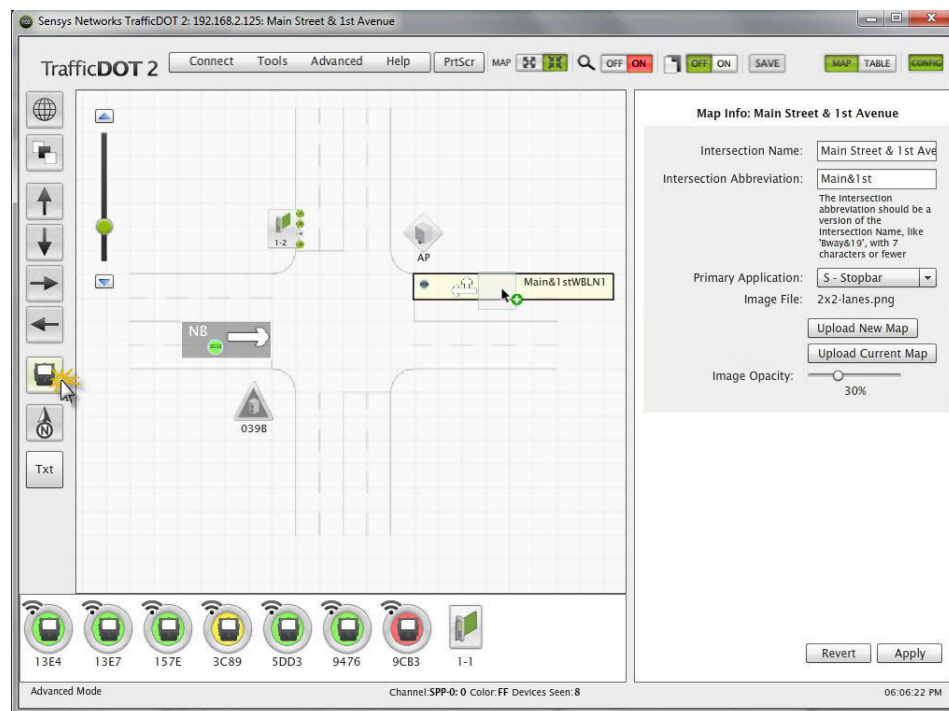 Sensys Networks TrafficDOT 2: 192.168.2.125: Main Street & 1st Avenue
TrafficDOT 2
Connect Tools Advanced Help PrtScr MAP OFF ON OFF ON SAVE MAP TABLE CONFIG
Map Info: Main Street & 1st Avenue
Intersection Name: Main Street & 1st Ave
Intersection Abbreviation: Main&1st
The Intersection
abbreviation should be a
version of the
Intersection Name, like
'Bway&19', with 7
characters or fewer
Primary Application: S - Stopbar
Image File: 2x2-lanes.png
Upload New Map
Upload Current Map
Image Opacity:
30%
1-2
AP
Main&1stWBLN1
NB
039B
N
Txt
13E4 13E7 157E 3C89 5DD3 9476 9CB3 1-1
Revert Apply
Advanced Mode Channel:SPP-0: 0 Color:FF Devices Seen: 8 06:06:22 PM